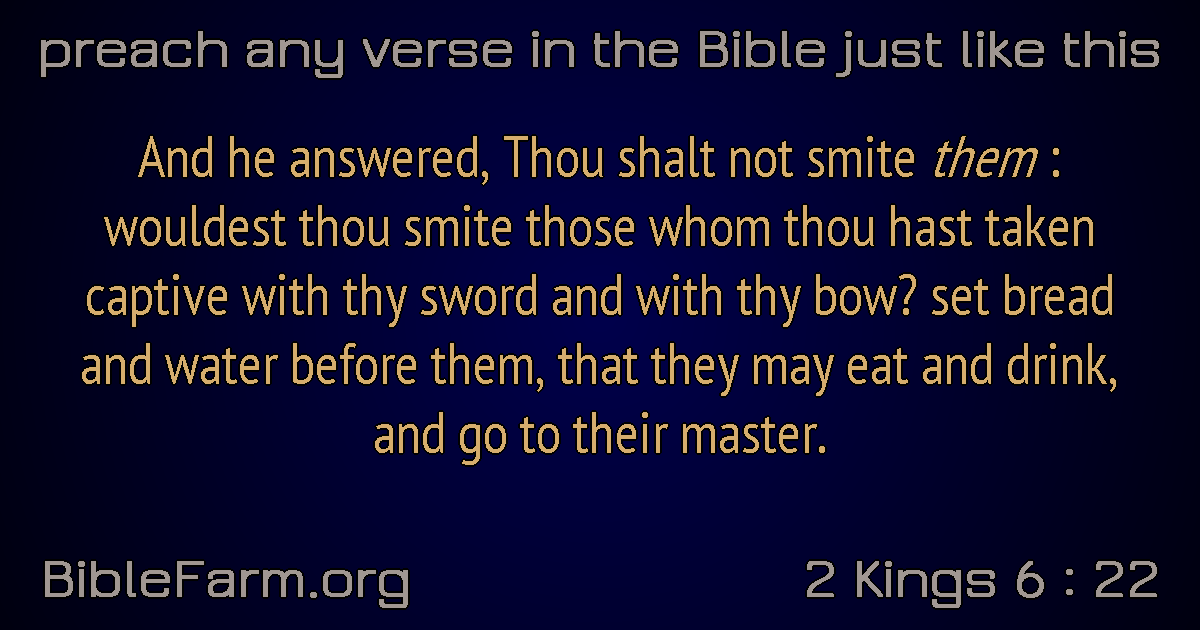 preach any verse in the Bible just like this
And he answered, Thou shalt not smite them :
wouldest thou smite those whom thou hast taken
captive with thy sword and with thy bow? set bread
and water before them, that they may eat and drink,
and go to their master.
BibleFarm.org
2 Kings 6 : 22